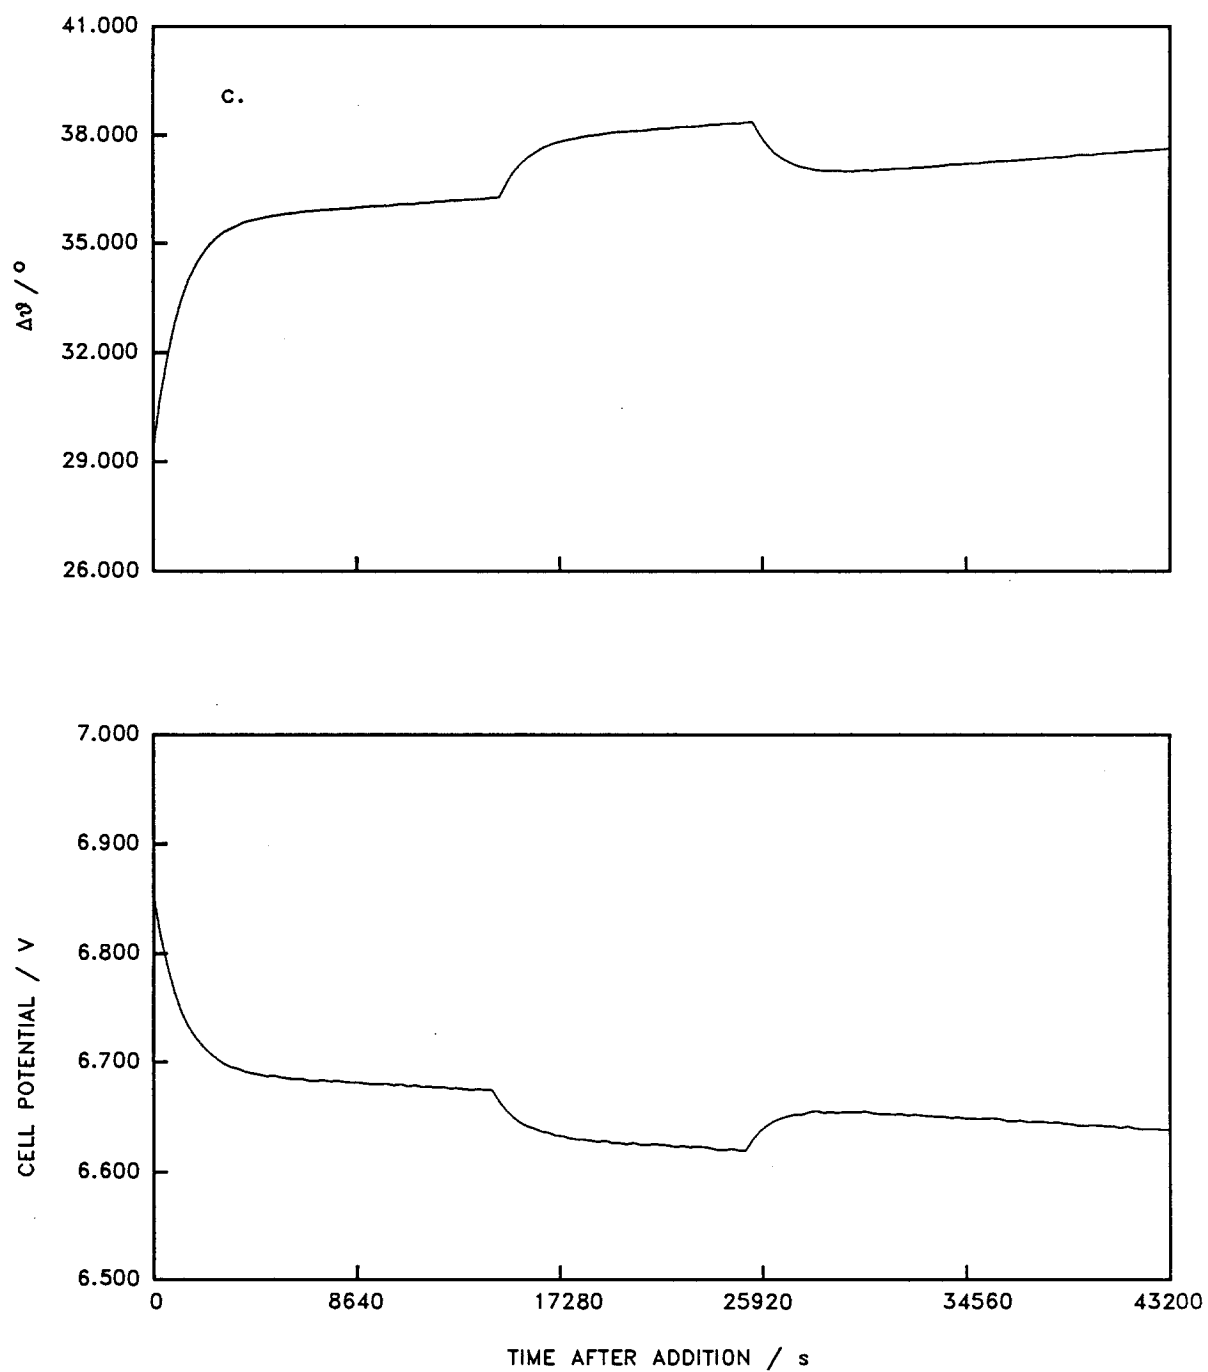 41.000
c.
38.000
35.000
Δϑ / °
32.000
29.000
26.000
7.000
6.900
6.800
CELL POTENTIAL / V
6.700
6.600
6.500
0 8640 17280 25920 34560 43200
TIME AFTER ADDITION / s